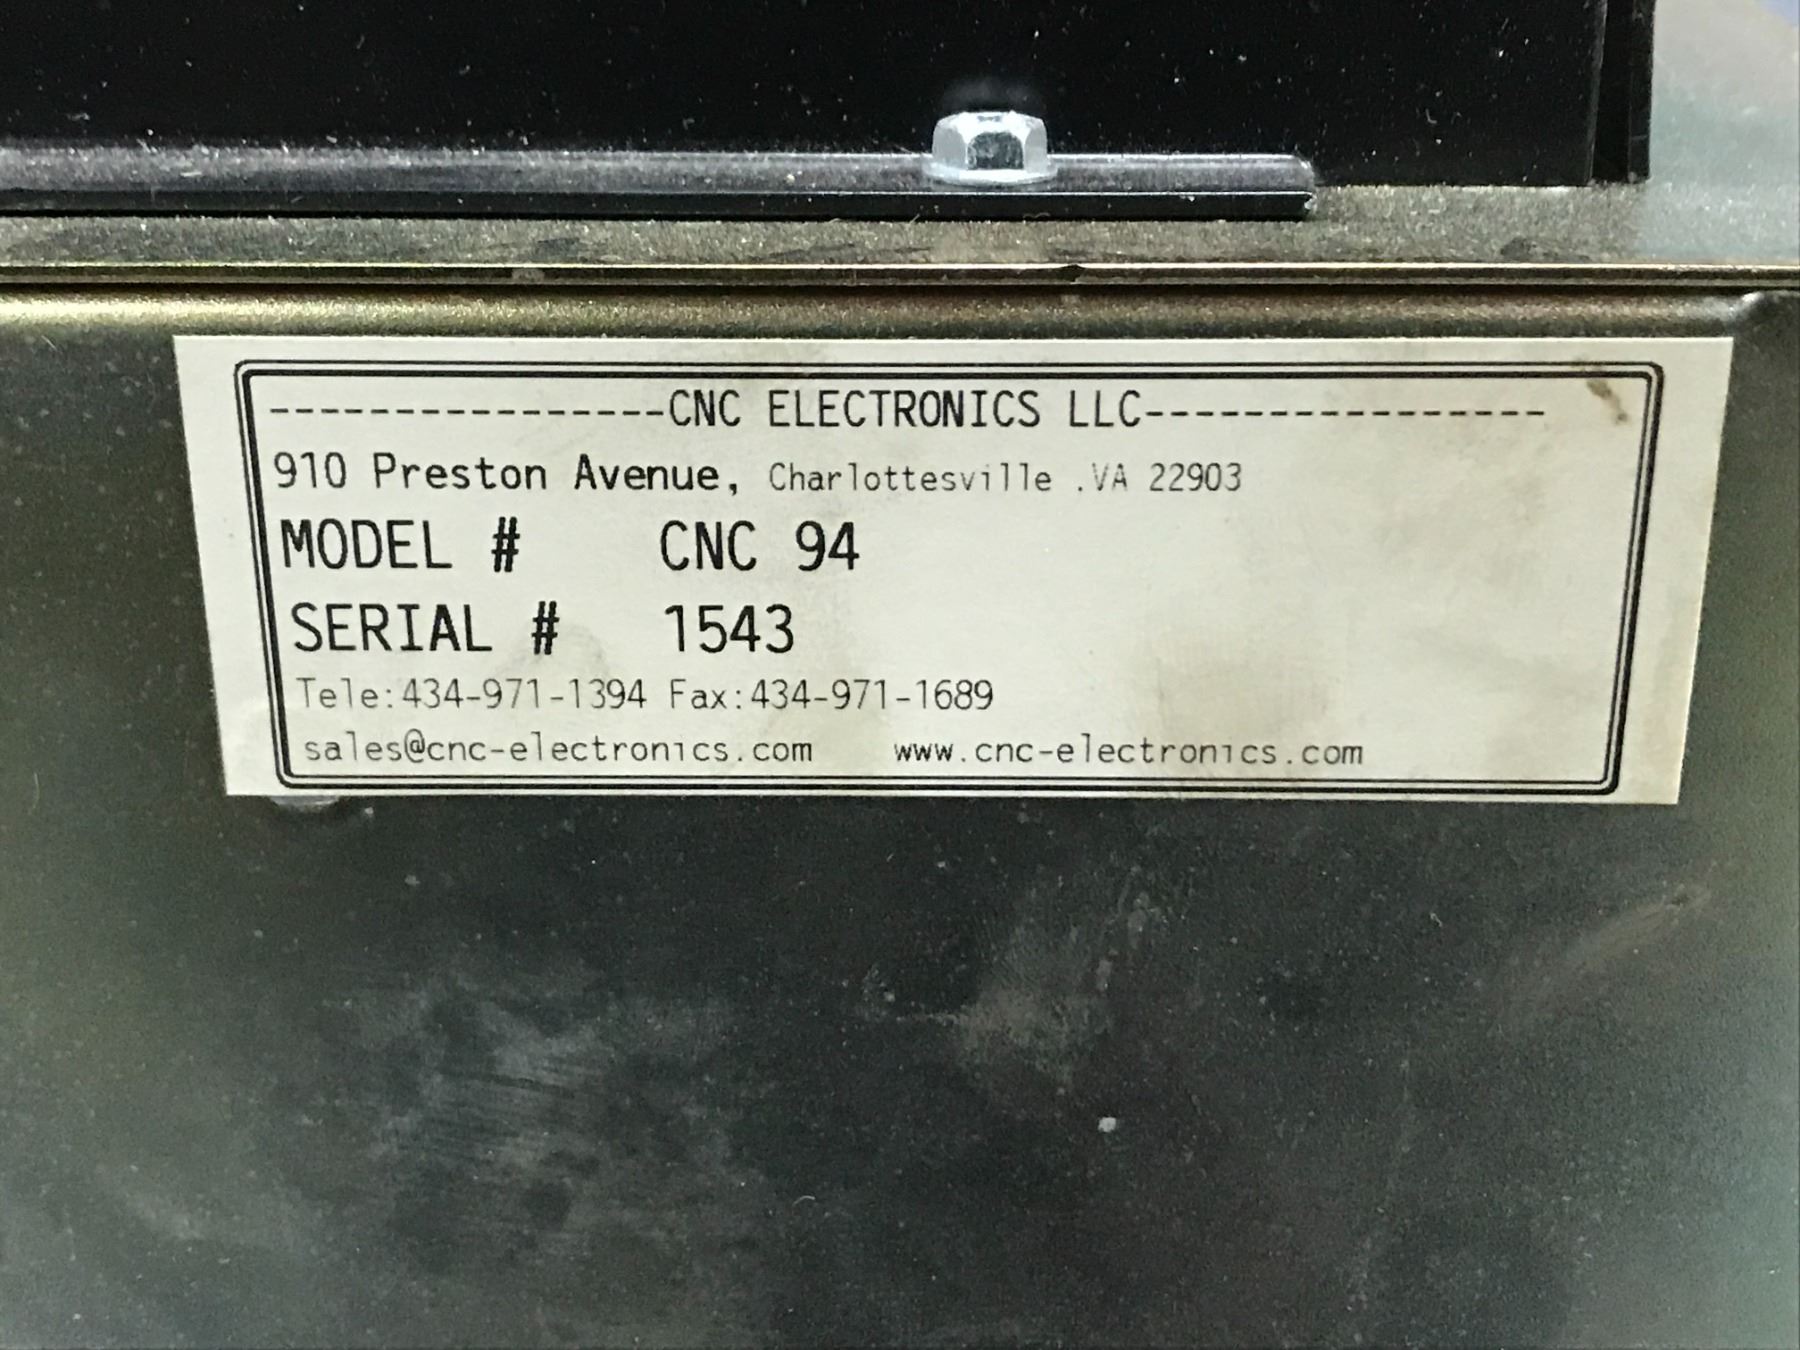 ----------------CNC ELECTRONICS LLC----------------
910 Preston Avenue, Charlottesville .VA 22903
MODEL # CNC 94
SERIAL # 1543
Tele:434-971-1394 Fax:434-971-1689
sales@cnc-electronics.com www.cnc-electronics.com